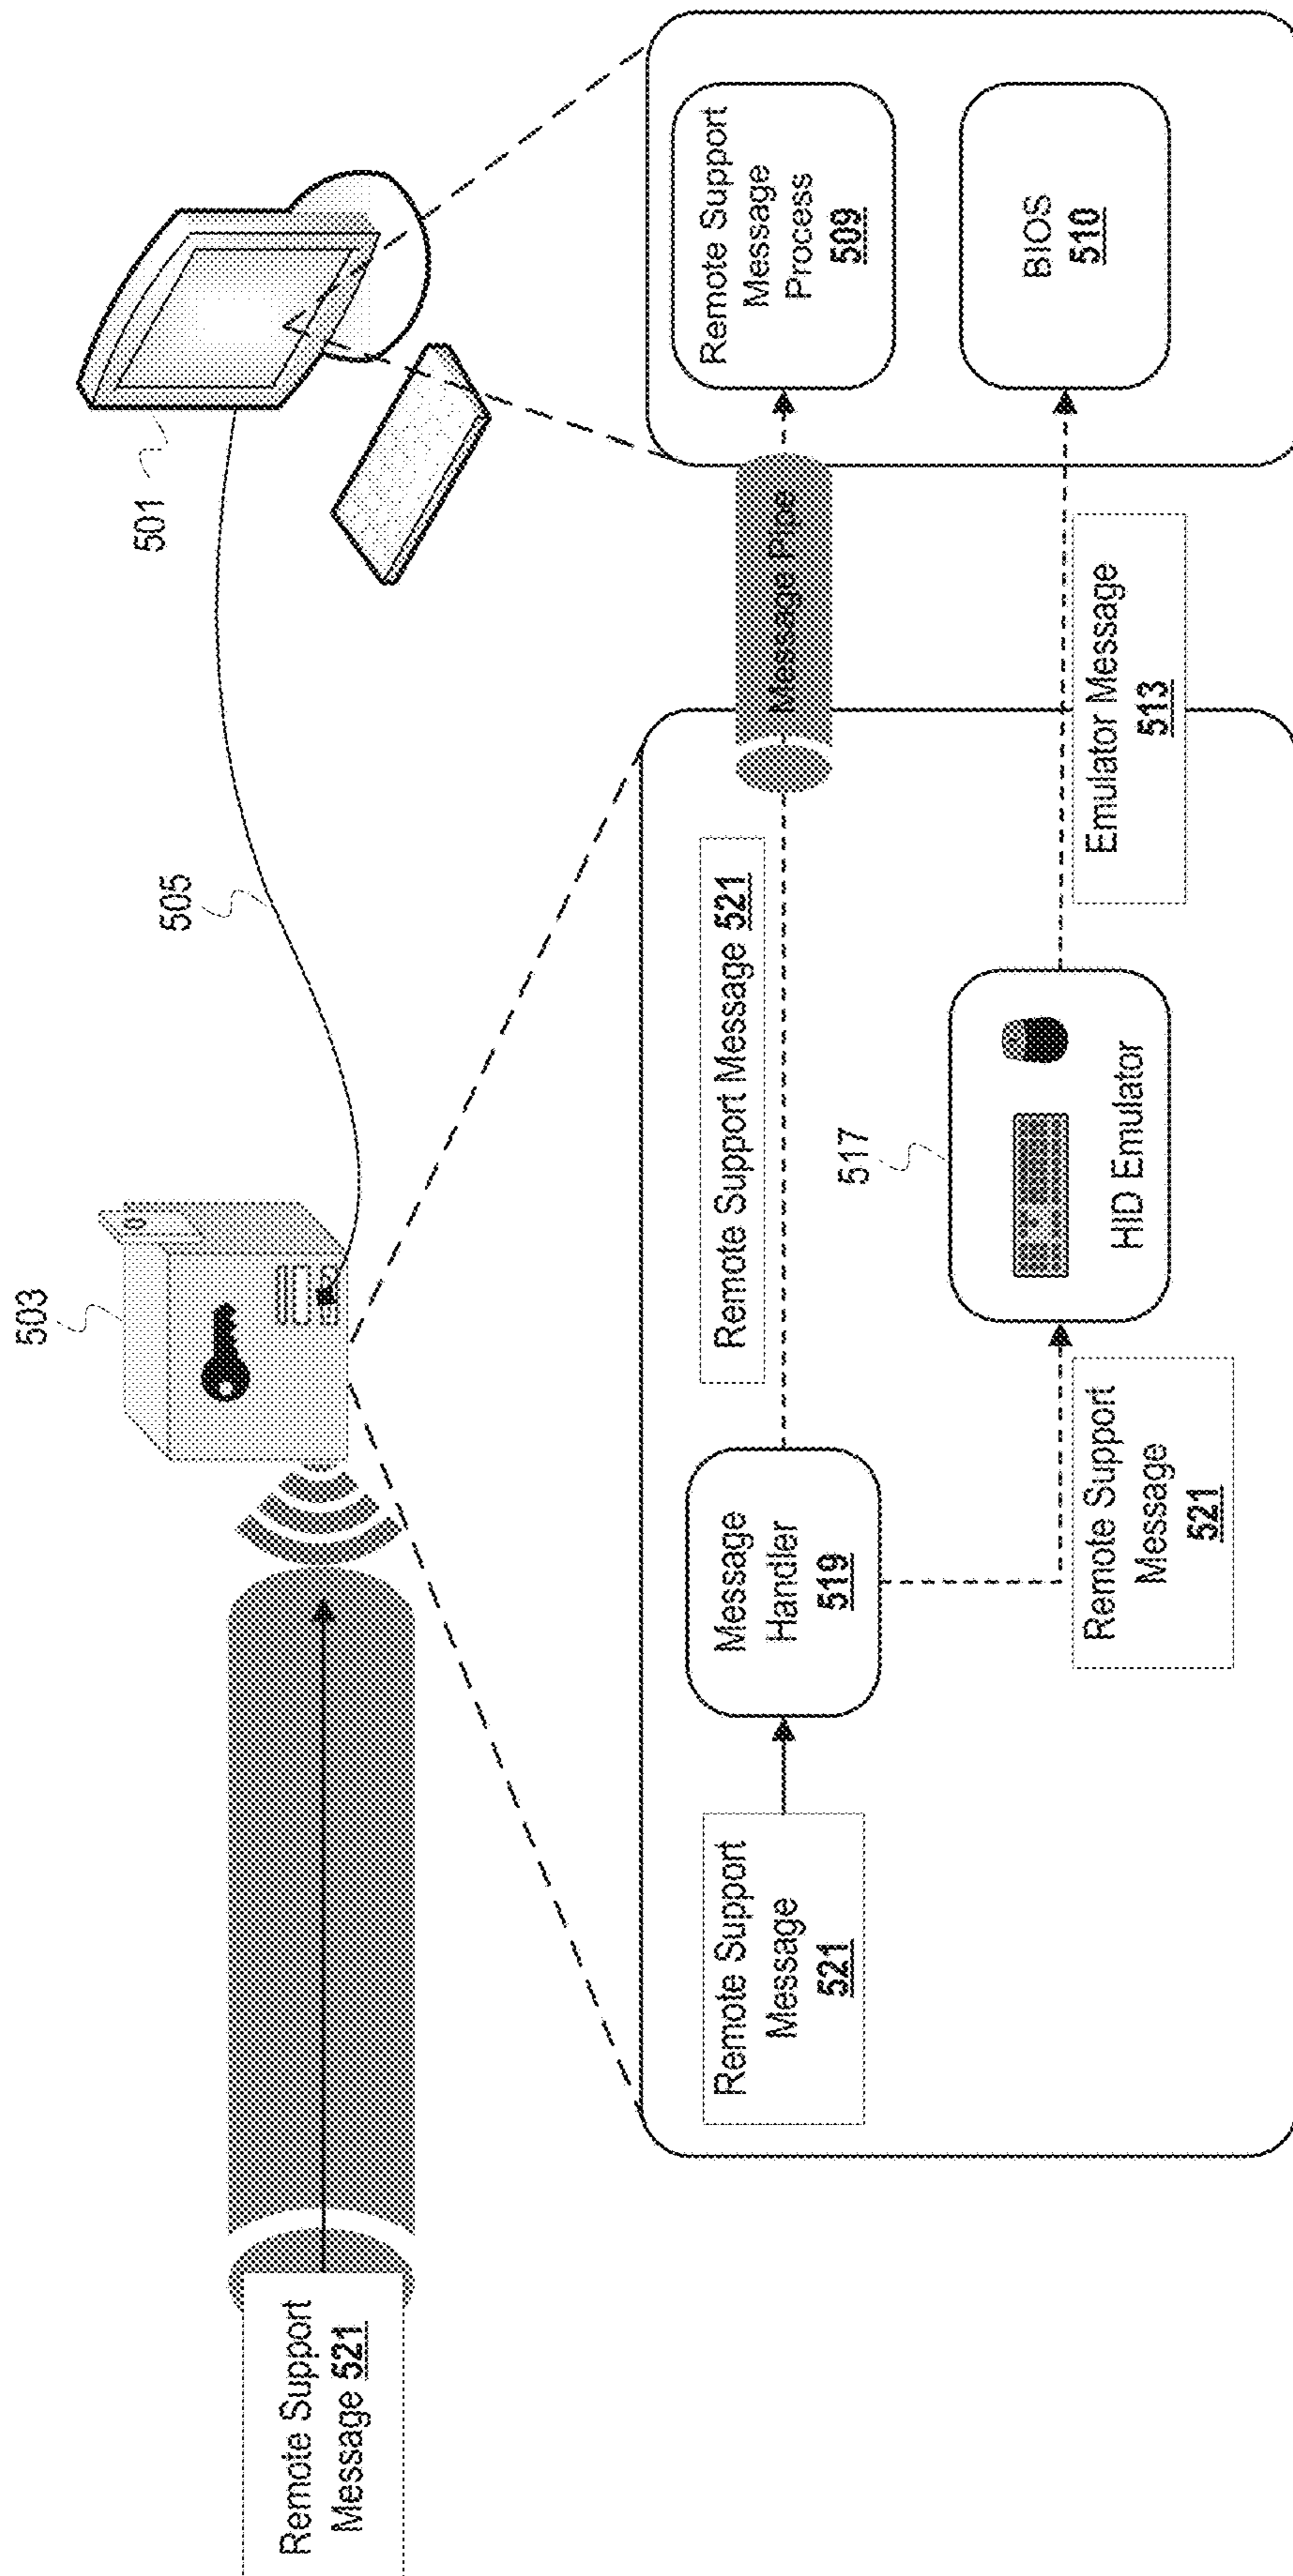 503
505
501
Remote Support
Message 521
Remote Support
Message
521
Message
Handler
519
Remote Support Message 521
Message Pipe
Remote Support
Message
Process
509
Remote Support
Message
521
517
HID Emulator
Emulator Message
513
BIOS
510